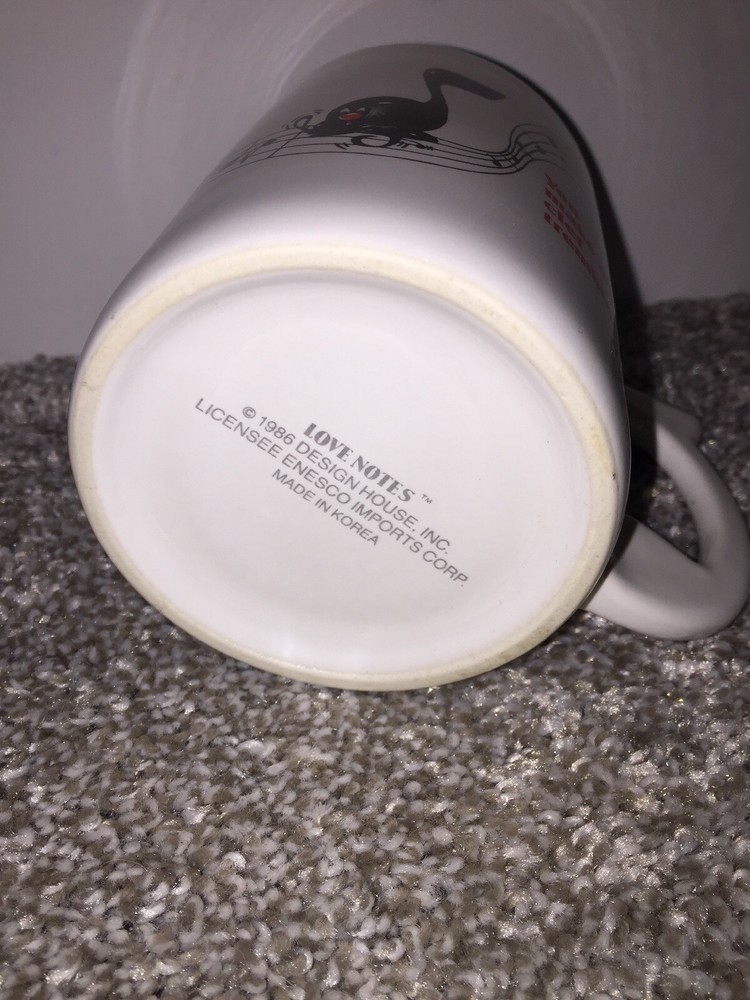 LOVE NOTES™
© 1986 DESIGN HOUSE, INC.
LICENSEE ENESCO IMPORTS CORP.
MADE IN KOREA